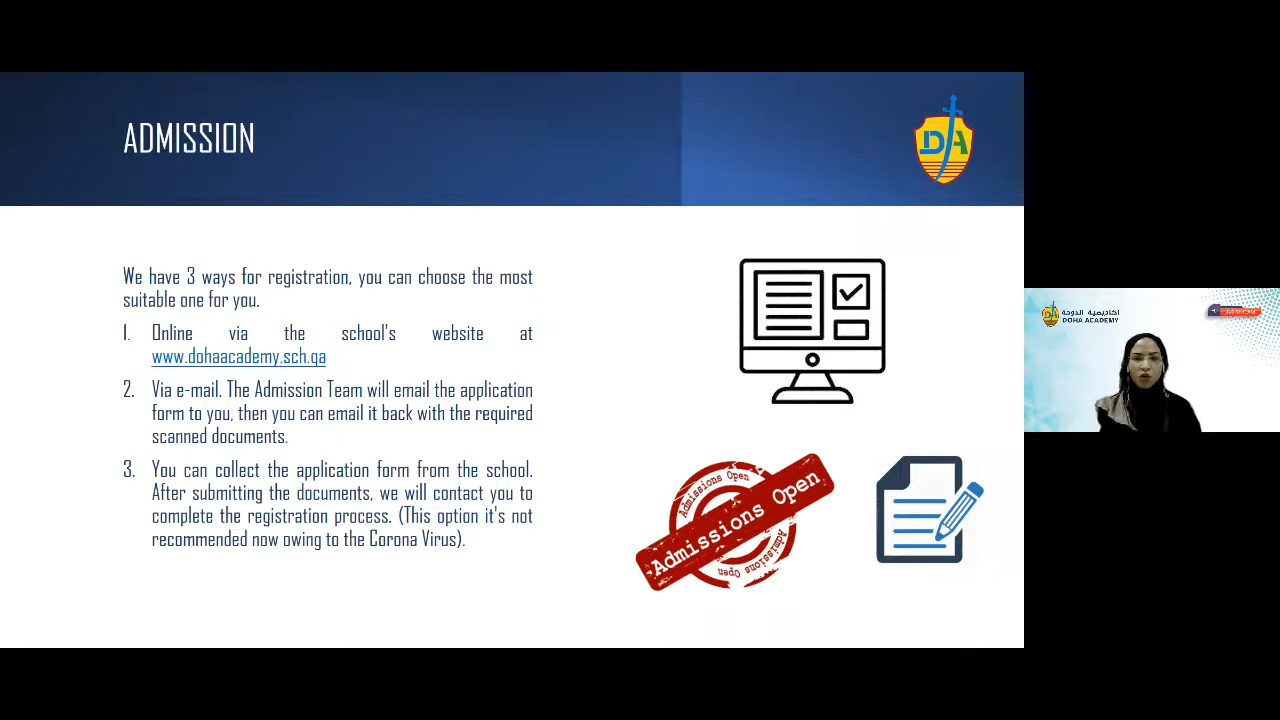 ADMISSION
DA
We have 3 ways for registration, you can choose the most
suitable one for you.
1. Online via the school's website at
www.dohaacademy.sch.qa
2. Via e-mail. The Admission Team will email the application
form to you, then you can email it back with the required
scanned documents.
3. You can collect the application form from the school.
After submitting the documents, we will contact you to
complete the registration process. (This option it's not
recommended now owing to the Corona Virus).
Admissions Open
Admissions Open
Admissions Open
أكاديمية الدوحة
DOHA ACADEMY